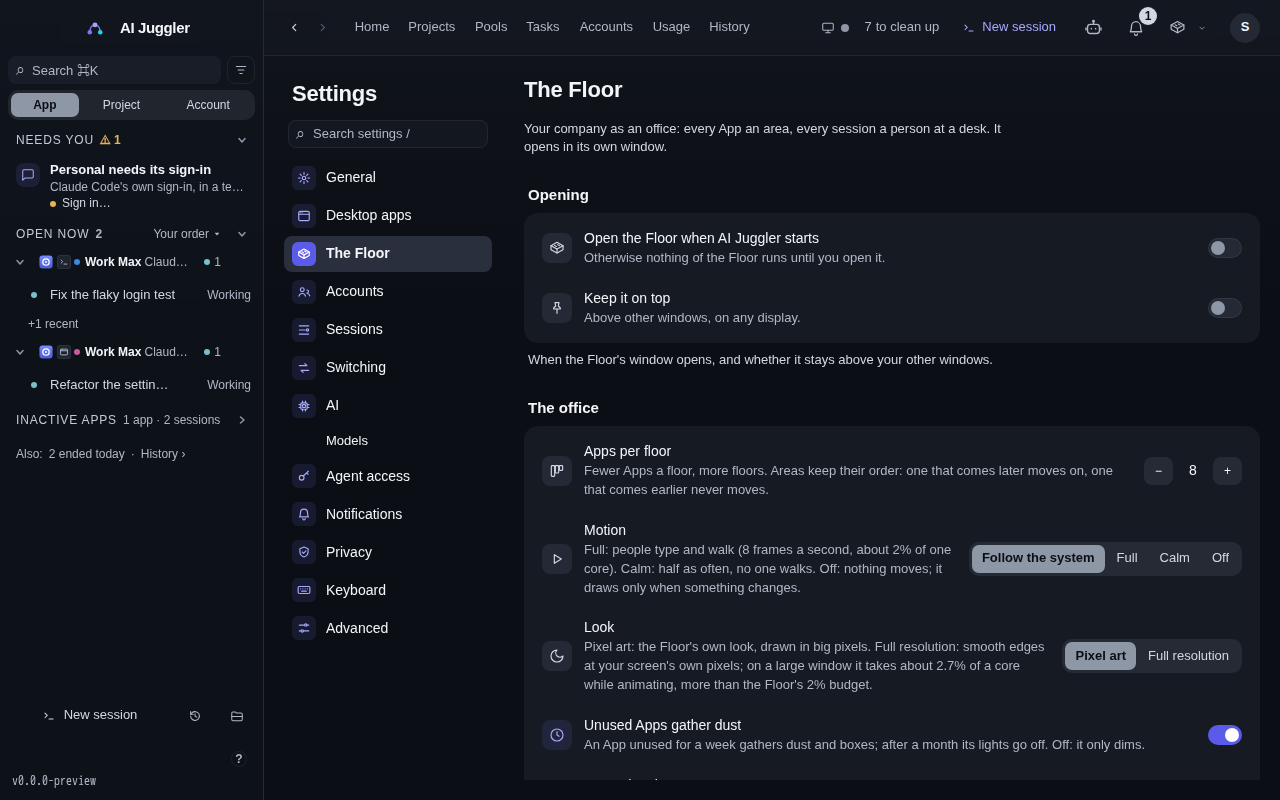 AI Juggler
Search ⌘K
App
Project
Account
NEEDS YOU
1
Personal needs its sign-in
Claude Code's own sign-in, in a te…
Sign in…
OPEN NOW 2
Your order
Work Max Claud…
1
Fix the flaky login test
Working
+1 recent
Work Max Claud…
1
Refactor the settin…
Working
INACTIVE APPS 1 app · 2 sessions
Also: 2 ended today · History ›
New session
?
v0.0.0-preview
Home
Projects
Pools
Tasks
Accounts
Usage
History
7 to clean up
New session
1
S
Settings
Search settings /
General
Desktop apps
The Floor
Accounts
Sessions
Switching
AI
Models
Agent access
Notifications
Privacy
Keyboard
Advanced
The Floor
Your company as an office: every App an area, every session a person at a desk. It
opens in its own window.
Opening
Open the Floor when AI Juggler starts
Otherwise nothing of the Floor runs until you open it.
Keep it on top
Above other windows, on any display.
When the Floor's window opens, and whether it stays above your other windows.
The office
Apps per floor
Fewer Apps a floor, more floors. Areas keep their order: one that comes later moves on, one
that comes earlier never moves.
− 8 +
Motion
Full: people type and walk (8 frames a second, about 2% of one
core). Calm: half as often, no one walks. Off: nothing moves; it
draws only when something changes.
Follow the system
Full
Calm
Off
Look
Pixel art: the Floor's own look, drawn in big pixels. Full resolution: smooth edges
at your screen's own pixels; on a large window it takes about 2.7% of a core
while animating, more than the Floor's 2% budget.
Pixel art
Full resolution
Unused Apps gather dust
An App unused for a week gathers dust and boxes; after a month its lights go off. Off: it only dims.